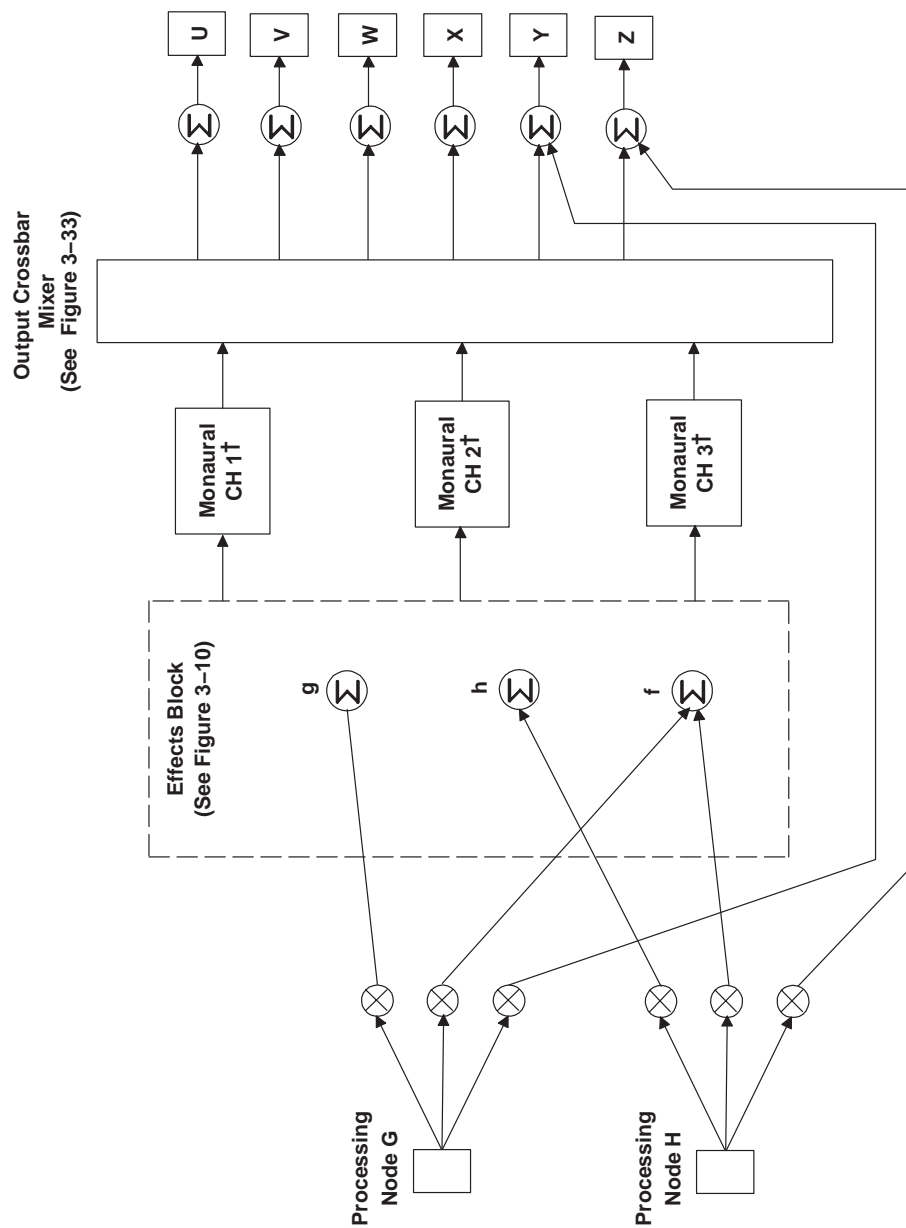 Processing
Node G
Processing
Node H
Effects Block
(See Figure 3–10)
g
h
f
Σ
Σ
Σ
Monaural
CH 1†
Monaural
CH 2†
Monaural
CH 3†
Output Crossbar
Mixer
(See Figure 3–33)
Σ
Σ
Σ
Σ
Σ
Σ
U
V
W
X
Y
Z